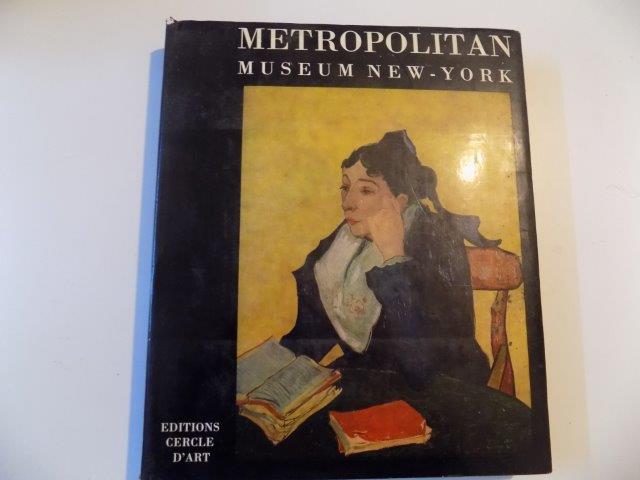 METROPOLITAN
MUSEUM NEW-YORK
EDITIONS
CERCLE
D'ART